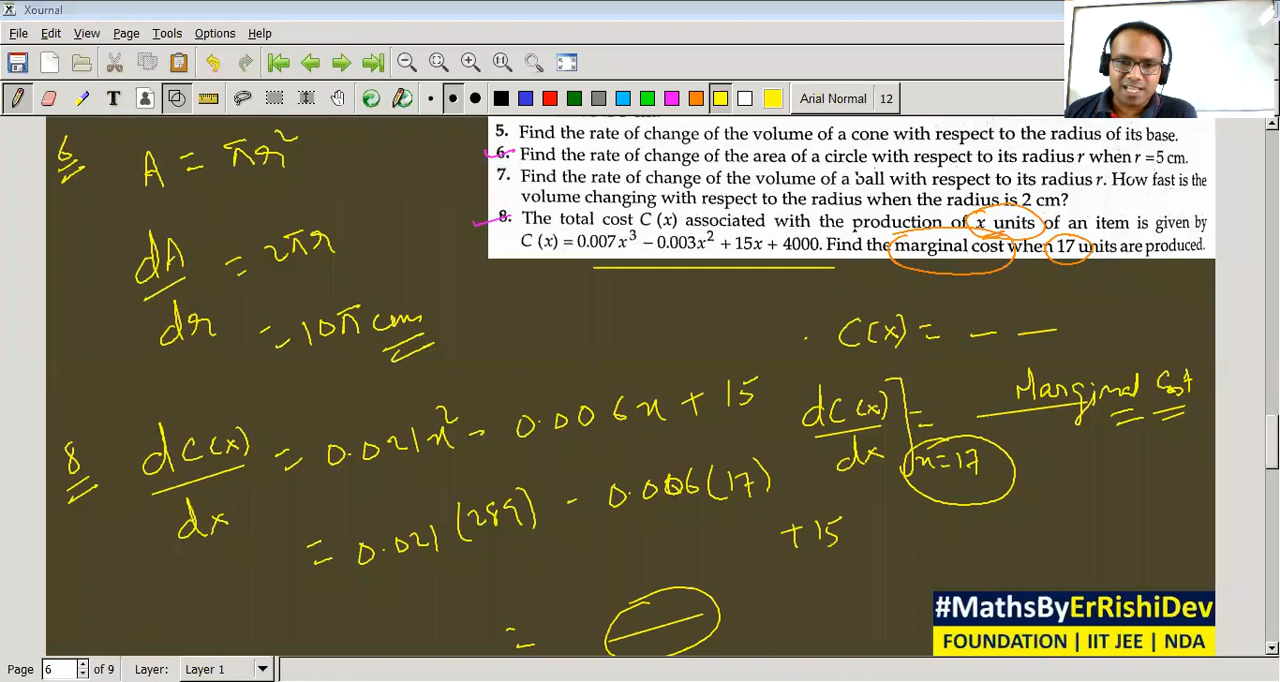 Xournal
File Edit View Page Tools Options Help
Arial Normal 12
5. Find the rate of change of the volume of a cone with respect to the radius of its base.
6. Find the rate of change of the area of a circle with respect to its radius r when r =5 cm.
7. Find the rate of change of the volume of a ball with respect to its radius r. How fast is the
volume changing with respect to the radius when the radius is 2 cm?
8. The total cost C (x) associated with the production of x units of an item is given by
C (x) = 0.007x³ − 0.003x² + 15x + 4000. Find the marginal cost when 17 units are produced.
6 A = πr²
dA/dr = 2πr
= 10π cm
C(x) = — —
dC(x)/dx]x=17 = Marginal Cost
8 dC(x)/dx = 0.021x² - 0.006x + 15
= 0.021 (289) - 0.006 (17)
+ 15
=
#MathsByErRishiDev
FOUNDATION | IIT JEE | NDA
Page 6 of 9 Layer: Layer 1